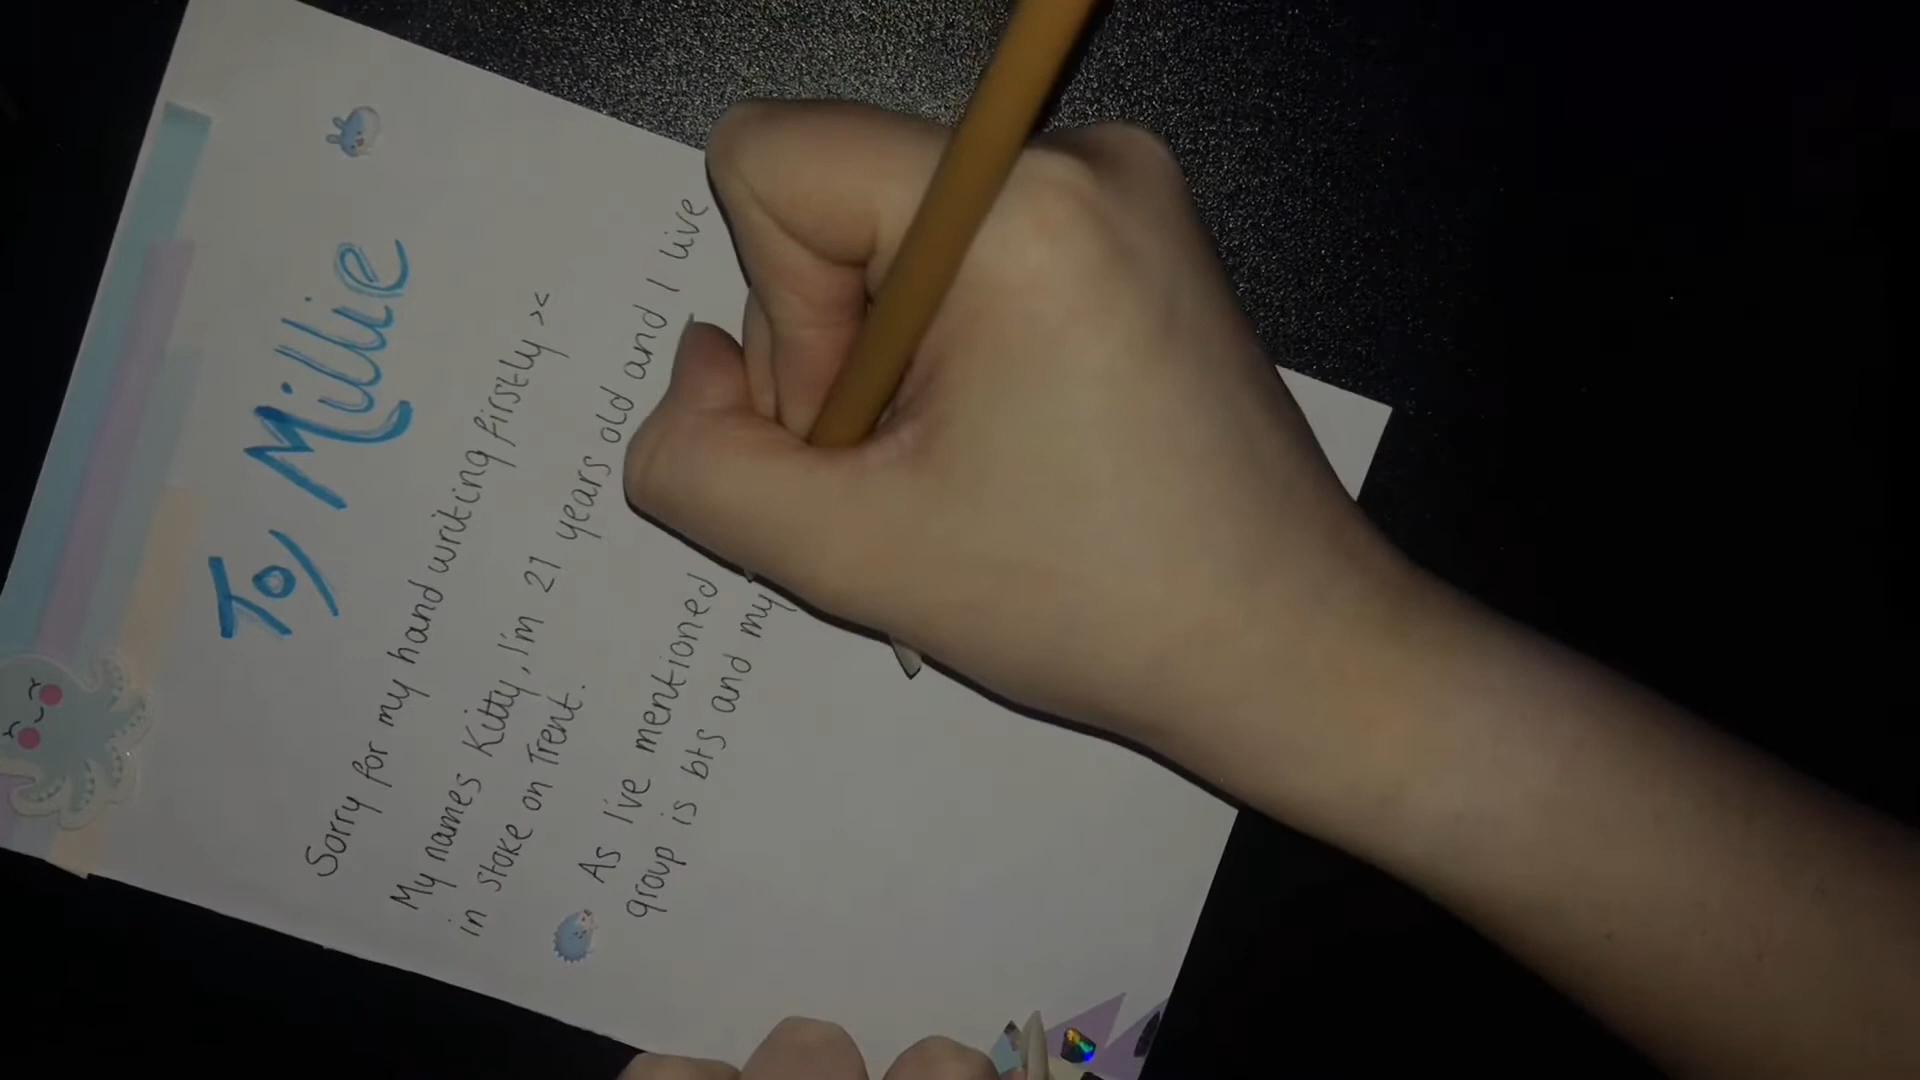 To, Millie
Sorry for my hand writing firstly ><
My names Kitty, I'm 21 years old and I live
in stoke on Trent.
As I've mentioned
group is bts and my